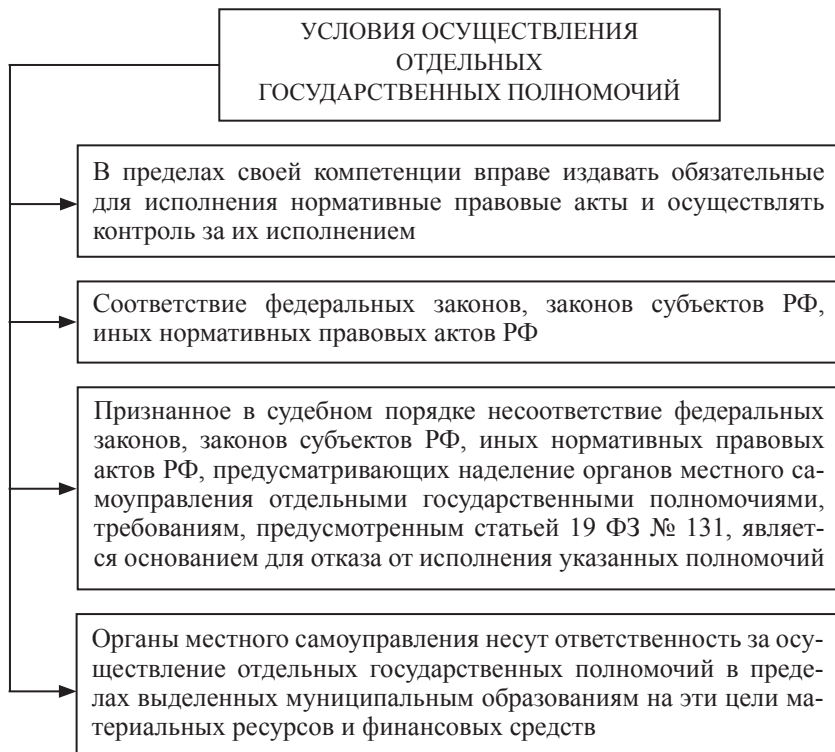 УСЛОВИЯ ОСУЩЕСТВЛЕНИЯ
ОТДЕЛЬНЫХ
ГОСУДАРСТВЕННЫХ ПОЛНОМОЧИЙ
В пределах своей компетенции вправе издавать обязательные
для исполнения нормативные правовые акты и осуществлять
контроль за их исполнением
Соответствие федеральных законов, законов субъектов РФ,
иных нормативных правовых актов РФ
Признанное в судебном порядке несоответствие федеральных
законов, законов субъектов РФ, иных нормативных правовых
актов РФ, предусматривающих наделение органов местного са-
моуправления отдельными государственными полномочиями,
требованиям, предусмотренным статьей 19 ФЗ № 131, являет-
ся основанием для отказа от исполнения указанных полномочий
Органы местного самоуправления несут ответственность за осу-
ществление отдельных государственных полномочий в преде-
лах выделенных муниципальным образованиям на эти цели ма-
териальных ресурсов и финансовых средств